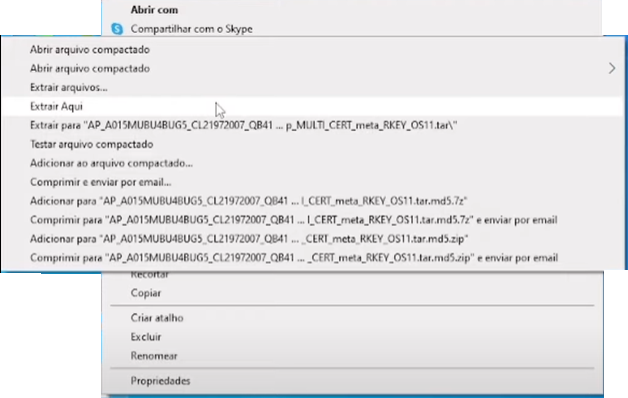 Abrir com
Compartilhar com o Skype
Abrir arquivo compactado
Abrir arquivo compactado
Extrair arquivos...
Extrair Aqui
Extrair para "AP_A015MUBU4BUG5_CL21972007_QB41 ... p_MULTI_CERT_meta_RKEY_OS11.tar\"
Testar arquivo compactado
Adicionar ao arquivo compactado...
Comprimir e enviar por email...
Adicionar para "AP_A015MUBU4BUG5_CL21972007_QB41 ... I_CERT_meta_RKEY_OS11.tar.md5.7z"
Comprimir para "AP_A015MUBU4BUG5_CL21972007_QB41 ... I_CERT_meta_RKEY_OS11.tar.md5.7z" e enviar por email
Adicionar para "AP_A015MUBU4BUG5_CL21972007_QB41 ... _CERT_meta_RKEY_OS11.tar.md5.zip"
Comprimir para "AP_A015MUBU4BUG5_CL21972007_QB41 ... _CERT_meta_RKEY_OS11.tar.md5.zip" e enviar por email
Recortar
Copiar
Criar atalho
Excluir
Renomear
Propriedades